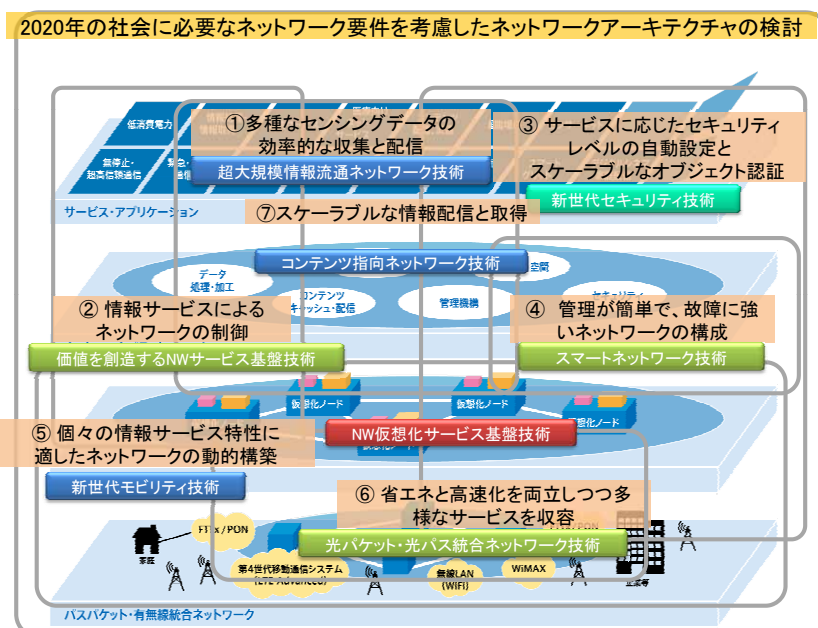 2020年の社会に必要なネットワーク要件を考慮したネットワークアーキテクチャの検討
低消費電力
①多種なセンシングデータの
効率的な収集と配信
超大規模情報流通ネットワーク技術
③ サービスに応じたセキュリティ
レベルの自動設定と
スケーラブルなオブジェクト認証
新世代セキュリティ技術
無停止・
超高信頼通信
サービス・アプリケーション
⑦スケーラブルな情報配信と取得
コンテンツ指向ネットワーク技術
データ
処理・加工
空間
コンテンツ
キャッシュ・配信
管理機構
② 情報サービスによる
ネットワークの制御
価値を創造するNWサービス基盤技術
④ 管理が簡単で、故障に強
いネットワークの構成
スマートネットワーク技術
仮想化ノード
仮想化ノード
仮想化ノード
NW仮想化サービス基盤技術
⑤ 個々の情報サービス特性に
適したネットワークの動的構築
新世代モビリティ技術
⑥ 省エネと高速化を両立しつつ多
様なサービスを収容
光パケット・光パス統合ネットワーク技術
FTTx/PON
家庭
第4世代移動通信システム
(LTE-Advanced)
無線LAN
(WiFi)
WiMAX
企業等
パスパケット・有無線統合ネットワーク